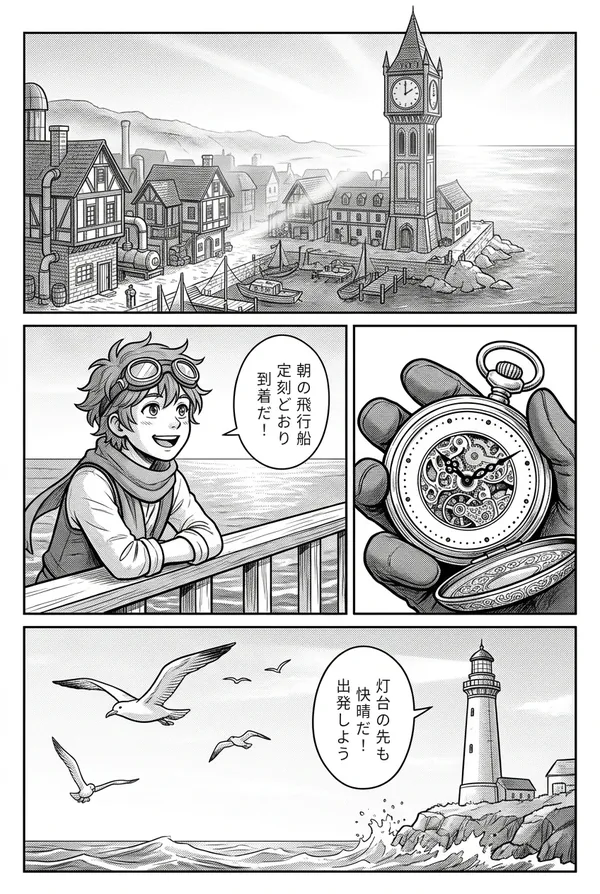 朝の飛行船
定刻どおり
到着だ！
灯台の先も
快晴だ！
出発しよう